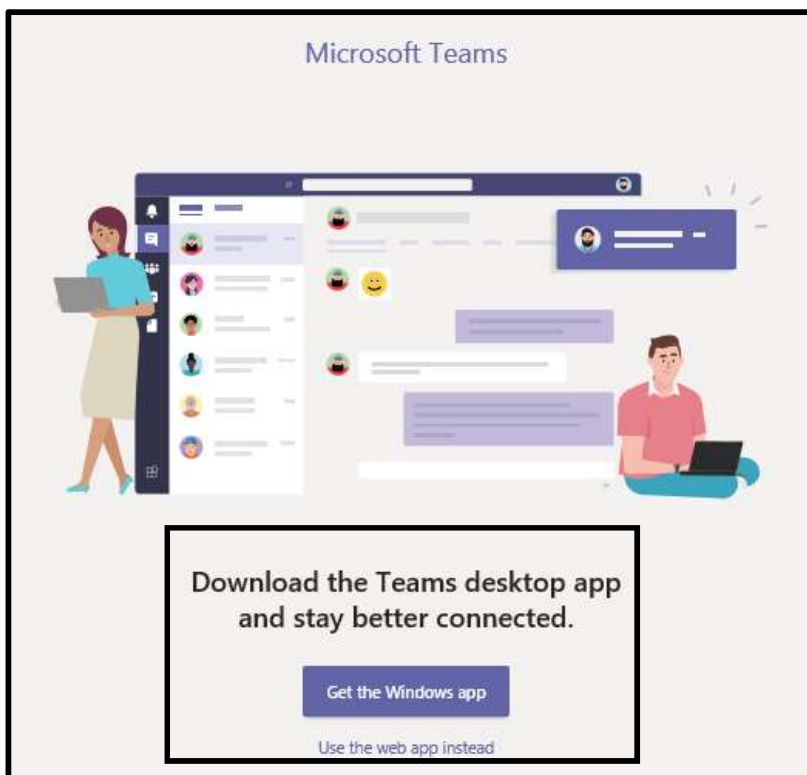 Microsoft Teams
Download the Teams desktop app
and stay better connected.
Get the Windows app
Use the web app instead